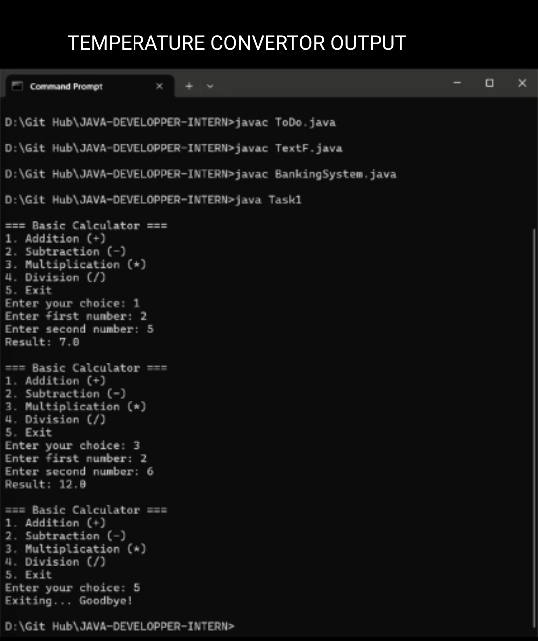 TEMPERATURE CONVERTOR OUTPUT
Command Prompt
D:\Git Hub\JAVA-DEVELOPPER-INTERN>javac ToDo.java
D:\Git Hub\JAVA-DEVELOPPER-INTERN>javac TextF.java
D:\Git Hub\JAVA-DEVELOPPER-INTERN>javac BankingSystem.java
D:\Git Hub\JAVA-DEVELOPPER-INTERN>java Task1
=== Basic Calculator ===
1. Addition (+)
2. Subtraction (-)
3. Multiplication (*)
4. Division (/)
5. Exit
Enter your choice: 1
Enter first number: 2
Enter second number: 5
Result: 7.0
=== Basic Calculator ===
1. Addition (+)
2. Subtraction (-)
3. Multiplication (*)
4. Division (/)
5. Exit
Enter your choice: 3
Enter first number: 2
Enter second number: 6
Result: 12.0
=== Basic Calculator ===
1. Addition (+)
2. Subtraction (-)
3. Multiplication (*)
4. Division (/)
5. Exit
Enter your choice: 5
Exiting... Goodbye!
D:\Git Hub\JAVA-DEVELOPPER-INTERN>